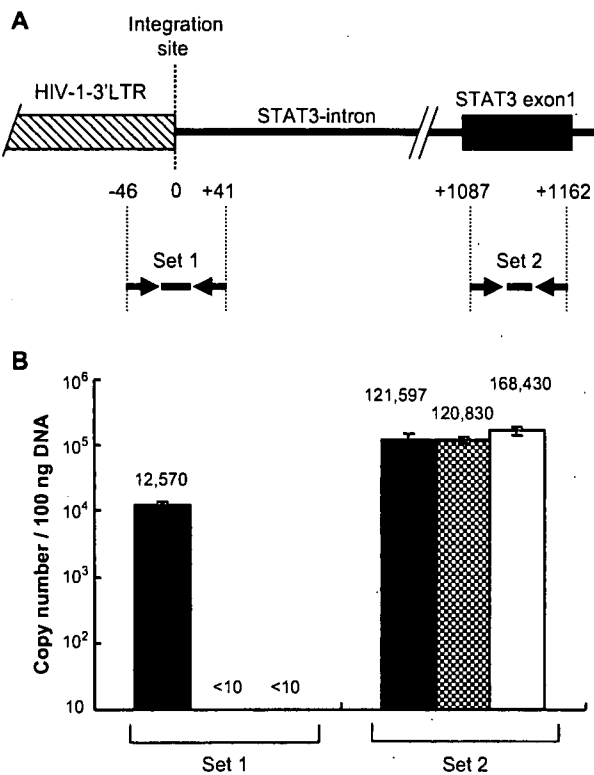 A
Integration
site
HIV-1-3'LTR
STAT3-intron
STAT3 exon1
-46 0 +41
+1087 +1162
Set 1
Set 2
B
Copy number / 100 ng DNA
10⁶
10⁵
10⁴
10³
10²
10
12,570
<10
<10
121,597
120,830
168,430
Set 1
Set 2